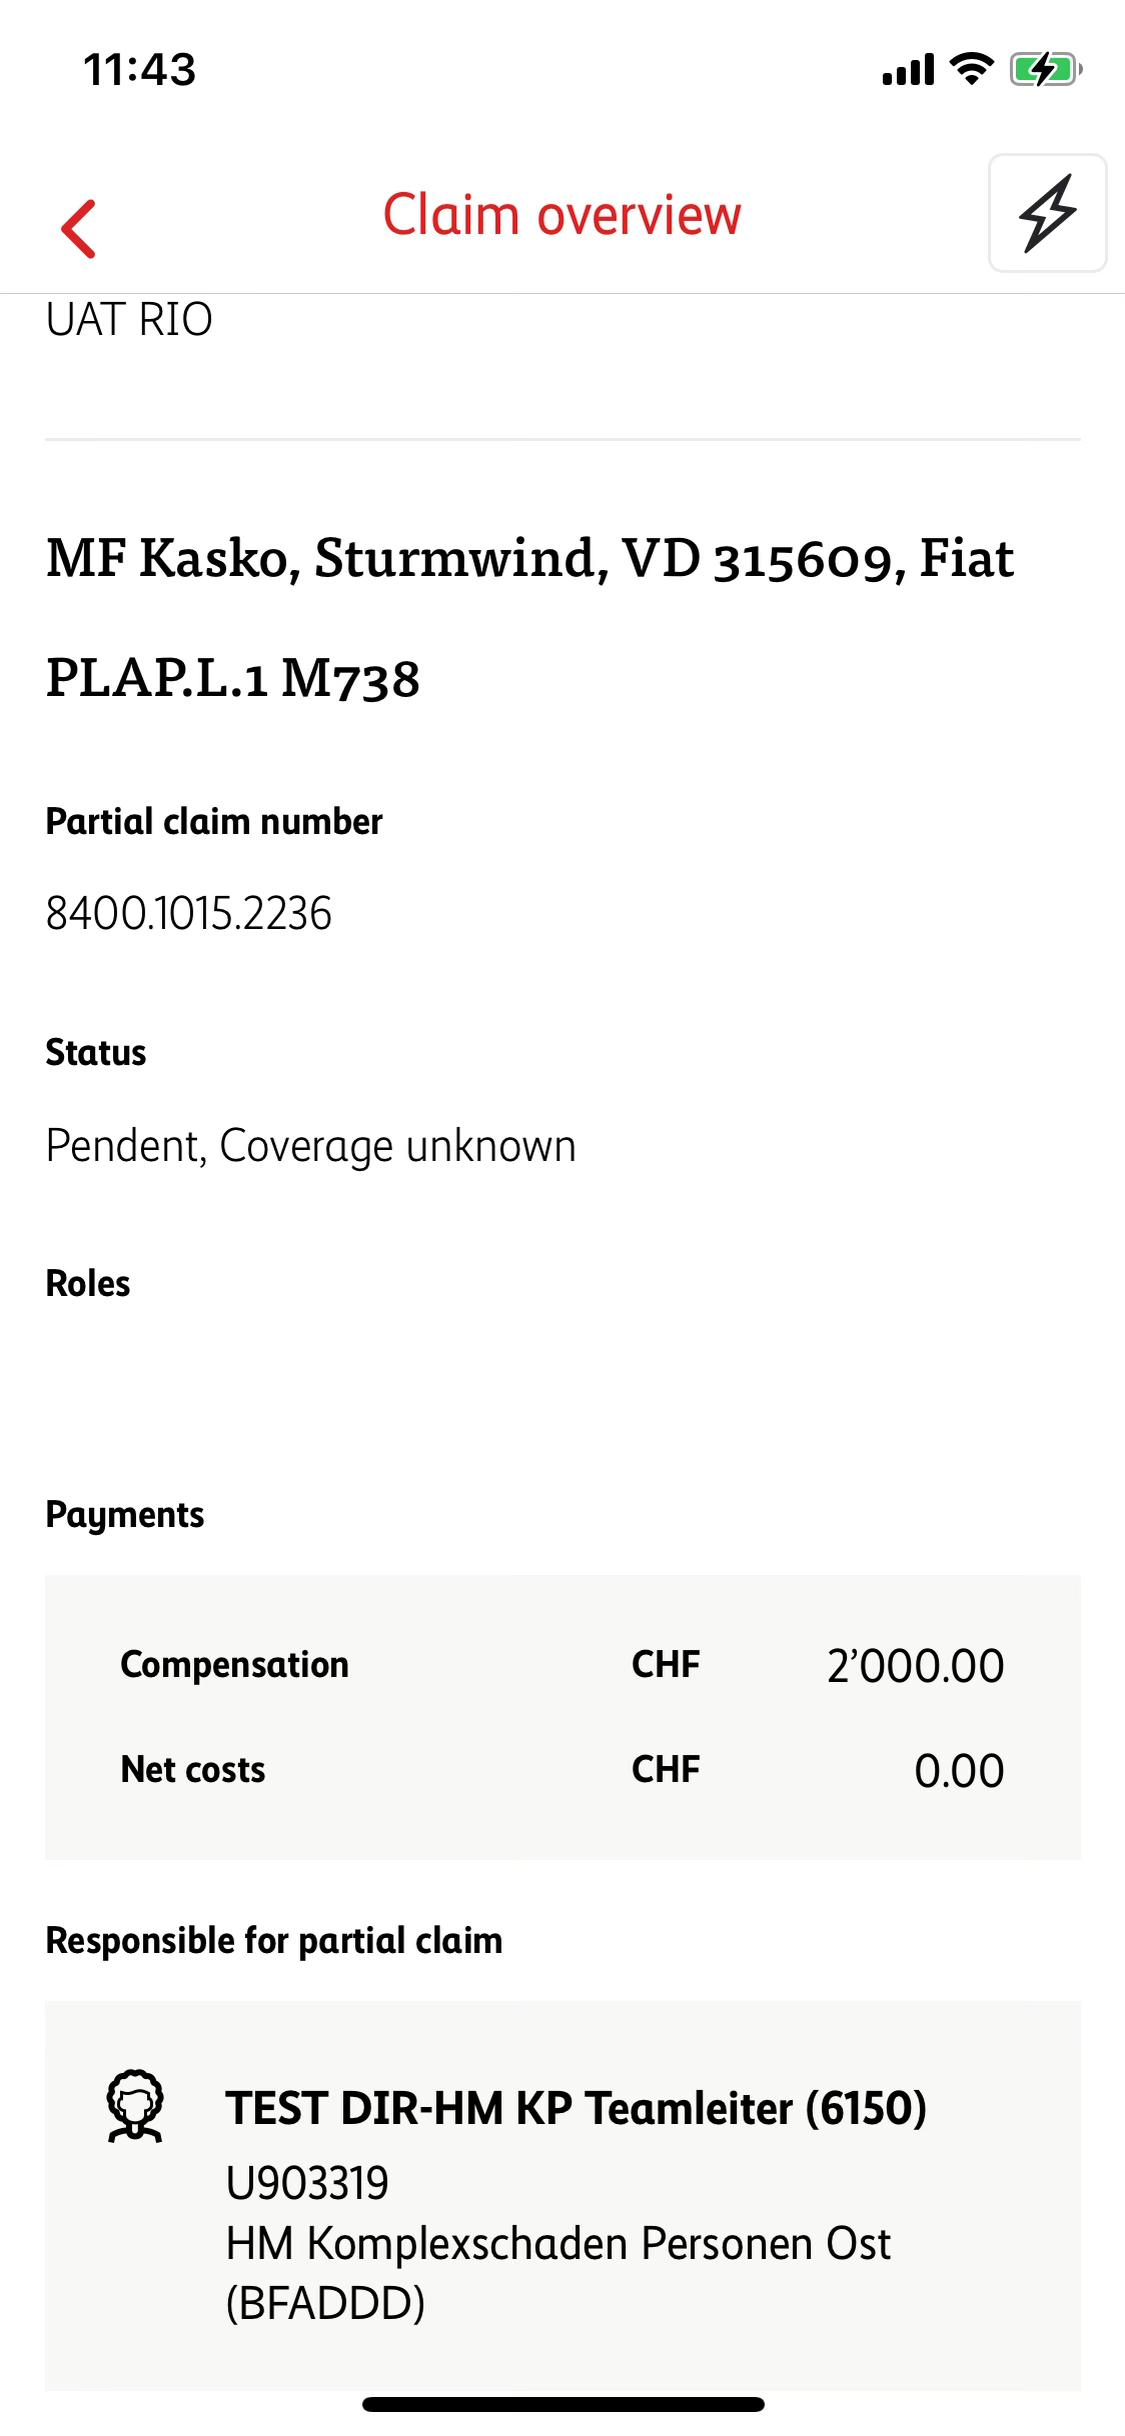 11:43
Claim overview
UAT RIO
MF Kasko, Sturmwind, VD 315609, Fiat
PLAP.L.1 M738
Partial claim number
8400.1015.2236
Status
Pendent, Coverage unknown
Roles
Payments
Compensation CHF 2’000.00
Net costs CHF 0.00
Responsible for partial claim
TEST DIR-HM KP Teamleiter (6150)
U903319
HM Komplexschaden Personen Ost
(BFADDD)